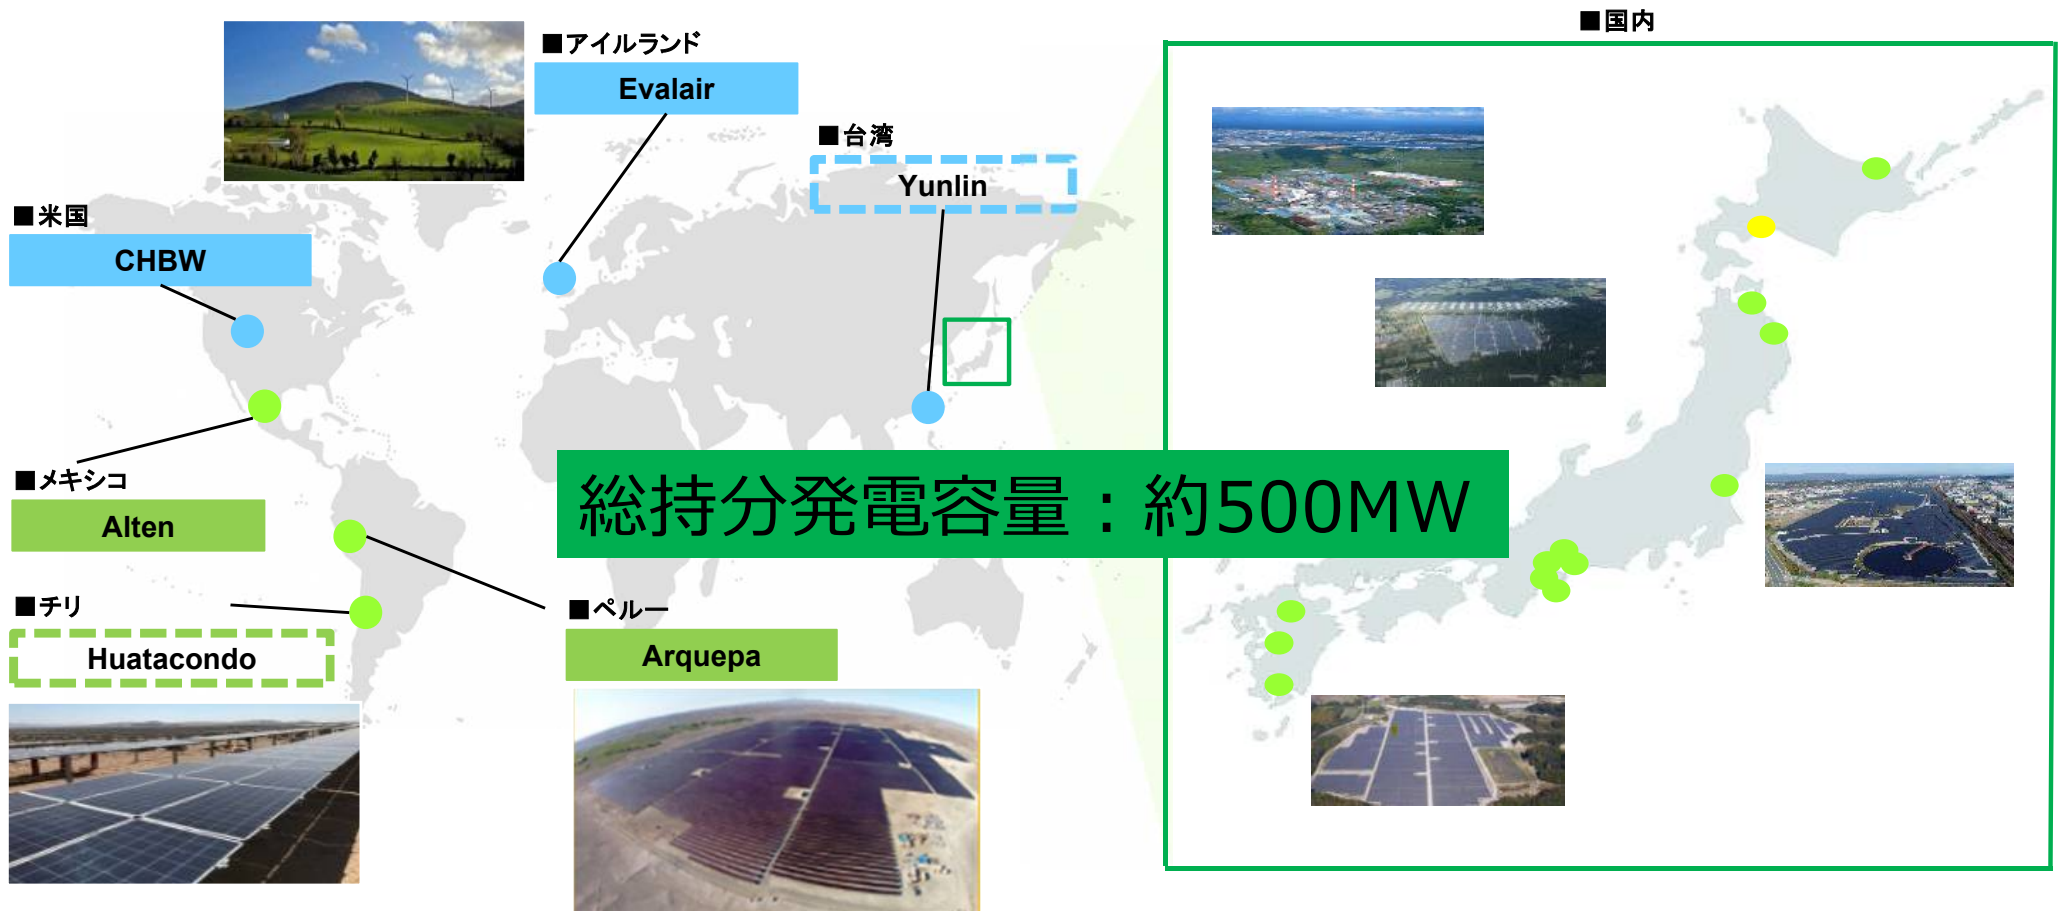 ■国内
■アイルランド
Evalair
■台湾
Yunlin
■米国
CHBW
■メキシコ
Alten
総持分発電容量：約500MW
■チリ
Huatacondo
■ペルー
Arquepa